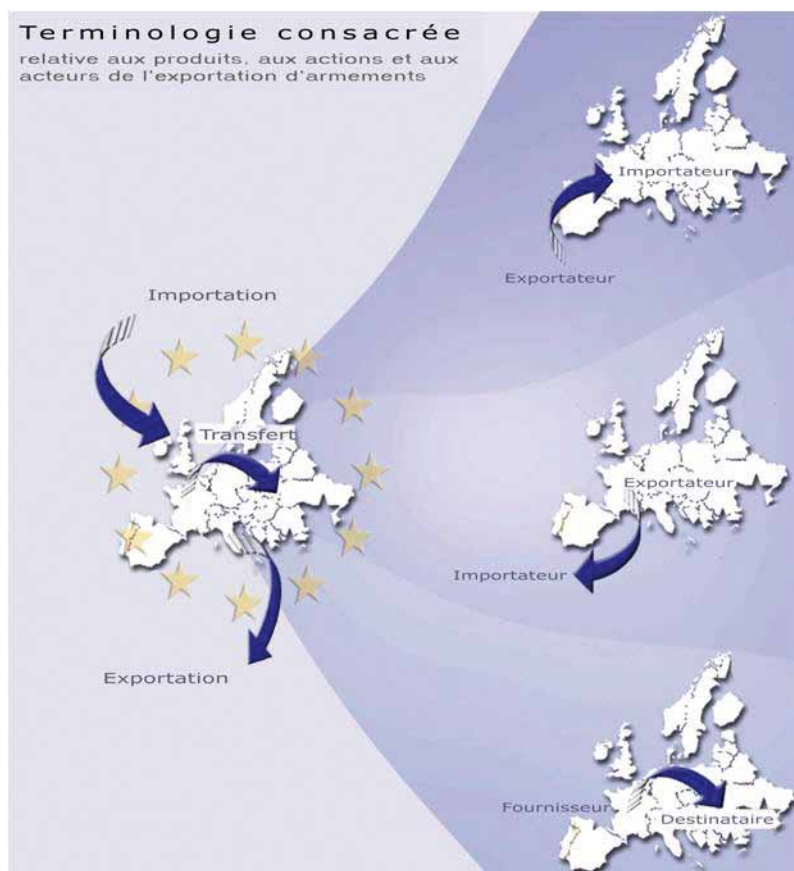 Terminologie consacrée
relative aux produits, aux actions et aux
acteurs de l'exportation d'armements
Importateur
Exportateur
Importation
Transfert
Exportateur
Importateur
Exportation
Fournisseur
Destinataire